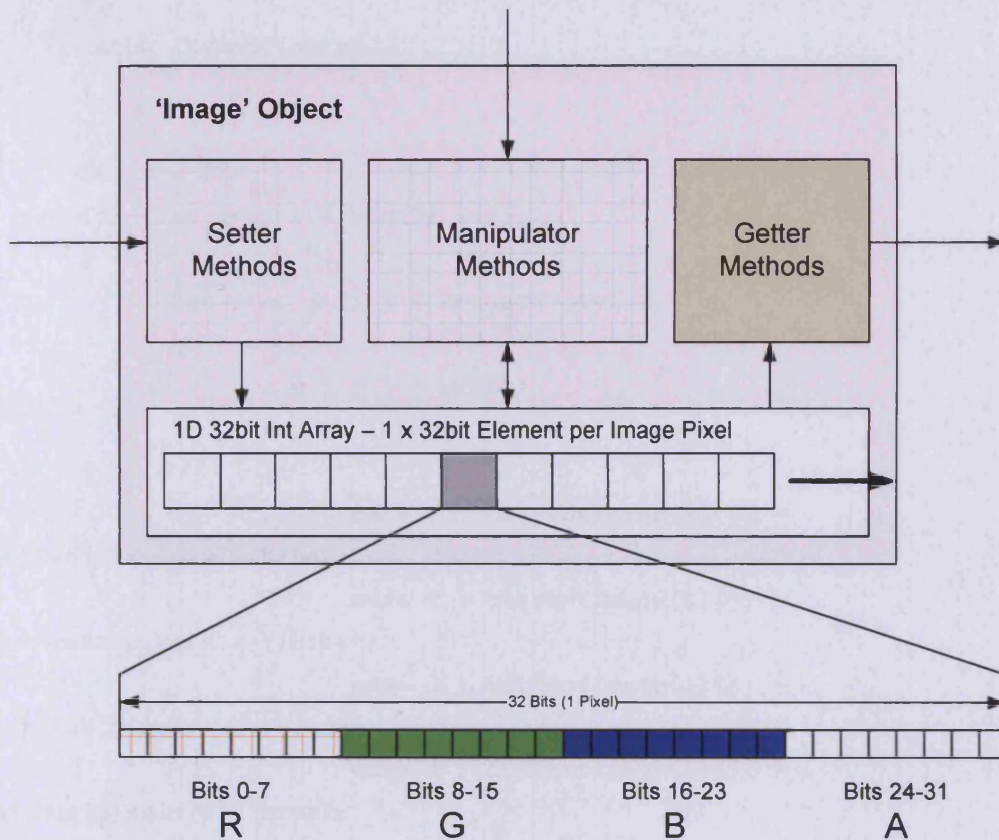 'Image' Object
Setter
Methods
Manipulator
Methods
Getter
Methods
1D 32bit Int Array – 1 x 32bit Element per Image Pixel
32 Bits (1 Pixel)
Bits 0-7
Bits 8-15
Bits 16-23
Bits 24-31
R
G
B
A